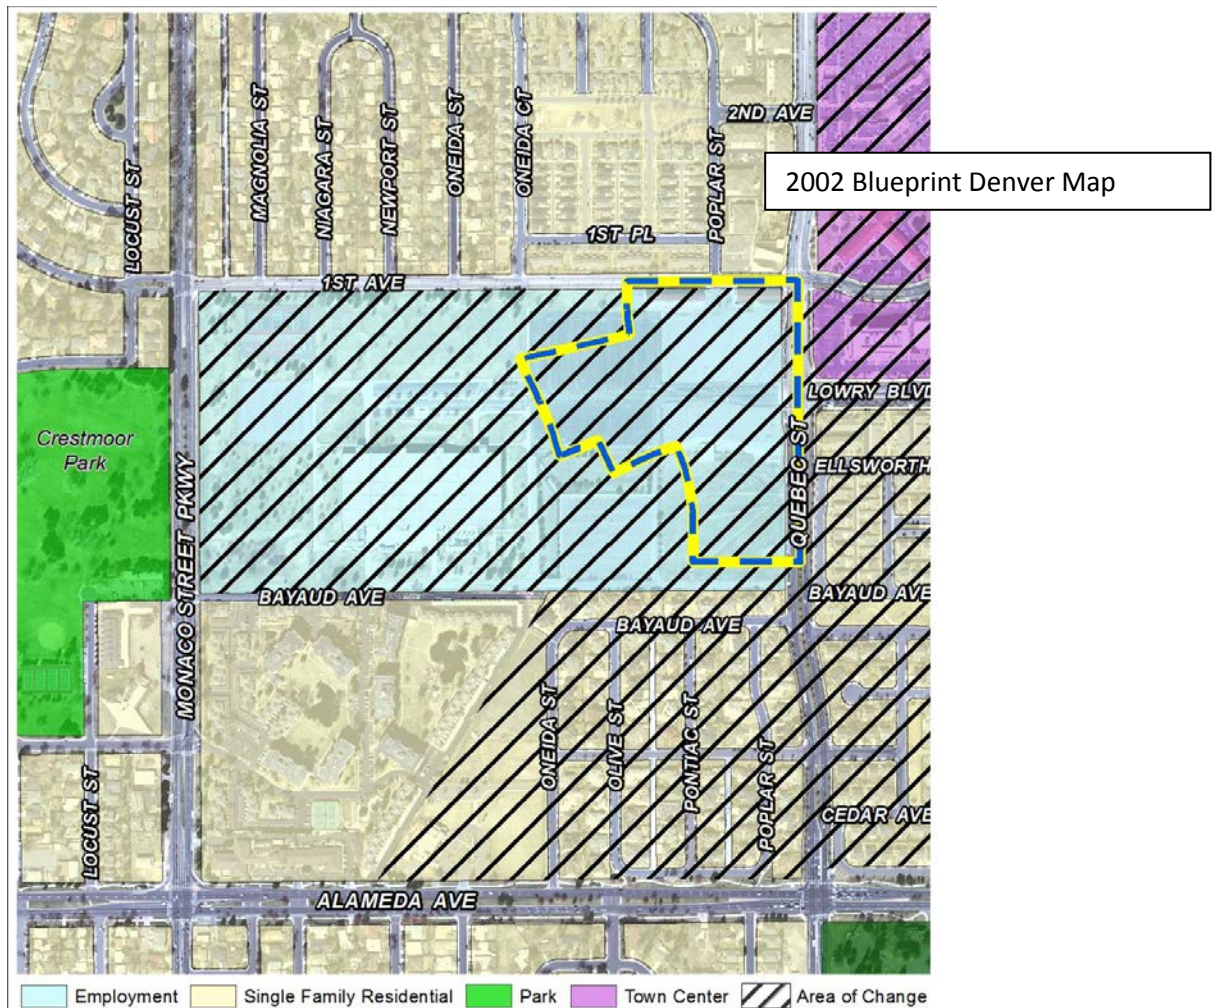 2ND AVE
2002 Blueprint Denver Map
LOCUST ST
MAGNOLIA ST
NIAGARA ST
NEWPORT ST
ONEIDA ST
ONEIDA CT
POPLAR ST
1ST PL
1ST AVE
LOWRY BLVD
Crestmoor
Park
ELLSWORTH
QUEBEC ST
MONACO STREET PKWY
BAYAUD AVE
BAYAUD AVE
BAYAUD AVE
ONEIDA ST
OLIVE ST
PONTIAC ST
POPLAR ST
LOCUST ST
CEDAR AVE
ALAMEDA AVE
Employment Single Family Residential Park Town Center Area of Change